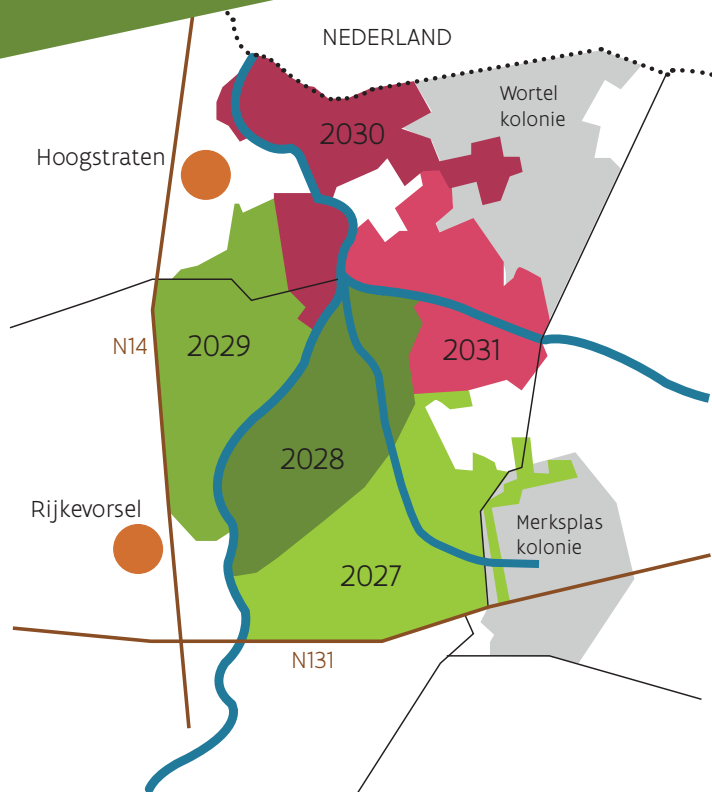 NEDERLAND
Wortel
kolonie
2030
Hoogstraten
N14
2029
2031
2028
Rijkevorsel
Merksplas
kolonie
2027
N131